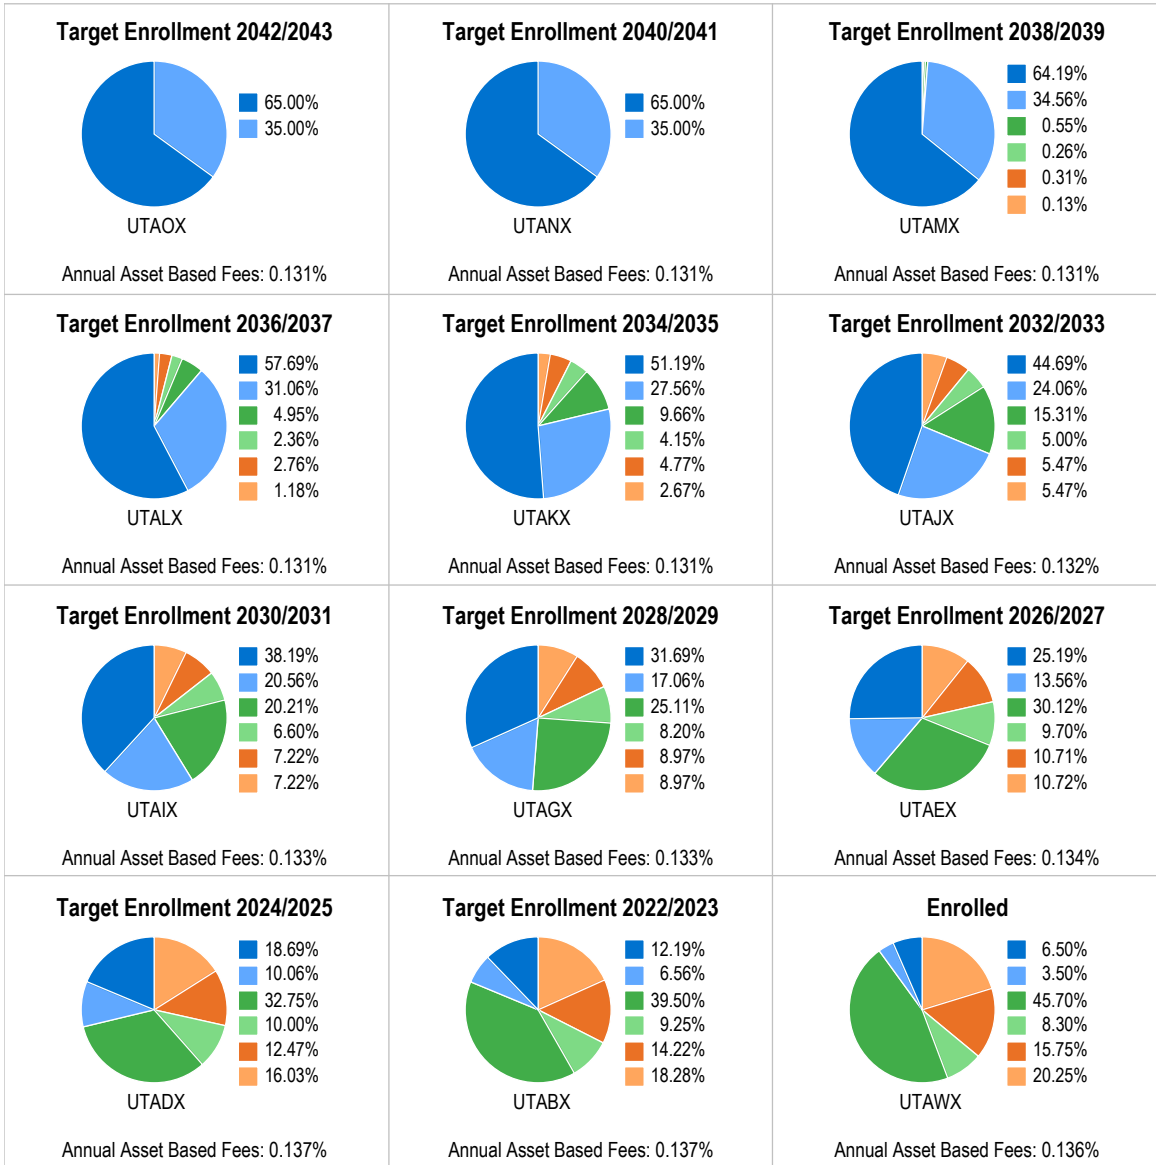 Target Enrollment 2042/2043
65.00%
35.00%
UTAOX
Annual Asset Based Fees: 0.131%
Target Enrollment 2040/2041
65.00%
35.00%
UTANX
Annual Asset Based Fees: 0.131%
Target Enrollment 2038/2039
64.19%
34.56%
0.55%
0.26%
0.31%
0.13%
UTAMX
Annual Asset Based Fees: 0.131%
Target Enrollment 2036/2037
57.69%
31.06%
4.95%
2.36%
2.76%
1.18%
UTALX
Annual Asset Based Fees: 0.131%
Target Enrollment 2034/2035
51.19%
27.56%
9.66%
4.15%
4.77%
2.67%
UTAKX
Annual Asset Based Fees: 0.131%
Target Enrollment 2032/2033
44.69%
24.06%
15.31%
5.00%
5.47%
5.47%
UTAJX
Annual Asset Based Fees: 0.132%
Target Enrollment 2030/2031
38.19%
20.56%
20.21%
6.60%
7.22%
7.22%
UTAIX
Annual Asset Based Fees: 0.133%
Target Enrollment 2028/2029
31.69%
17.06%
25.11%
8.20%
8.97%
8.97%
UTAGX
Annual Asset Based Fees: 0.133%
Target Enrollment 2026/2027
25.19%
13.56%
30.12%
9.70%
10.71%
10.72%
UTAEX
Annual Asset Based Fees: 0.134%
Target Enrollment 2024/2025
18.69%
10.06%
32.75%
10.00%
12.47%
16.03%
UTADX
Annual Asset Based Fees: 0.137%
Target Enrollment 2022/2023
12.19%
6.56%
39.50%
9.25%
14.22%
18.28%
UTABX
Annual Asset Based Fees: 0.137%
Enrolled
6.50%
3.50%
45.70%
8.30%
15.75%
20.25%
UTAWX
Annual Asset Based Fees: 0.136%